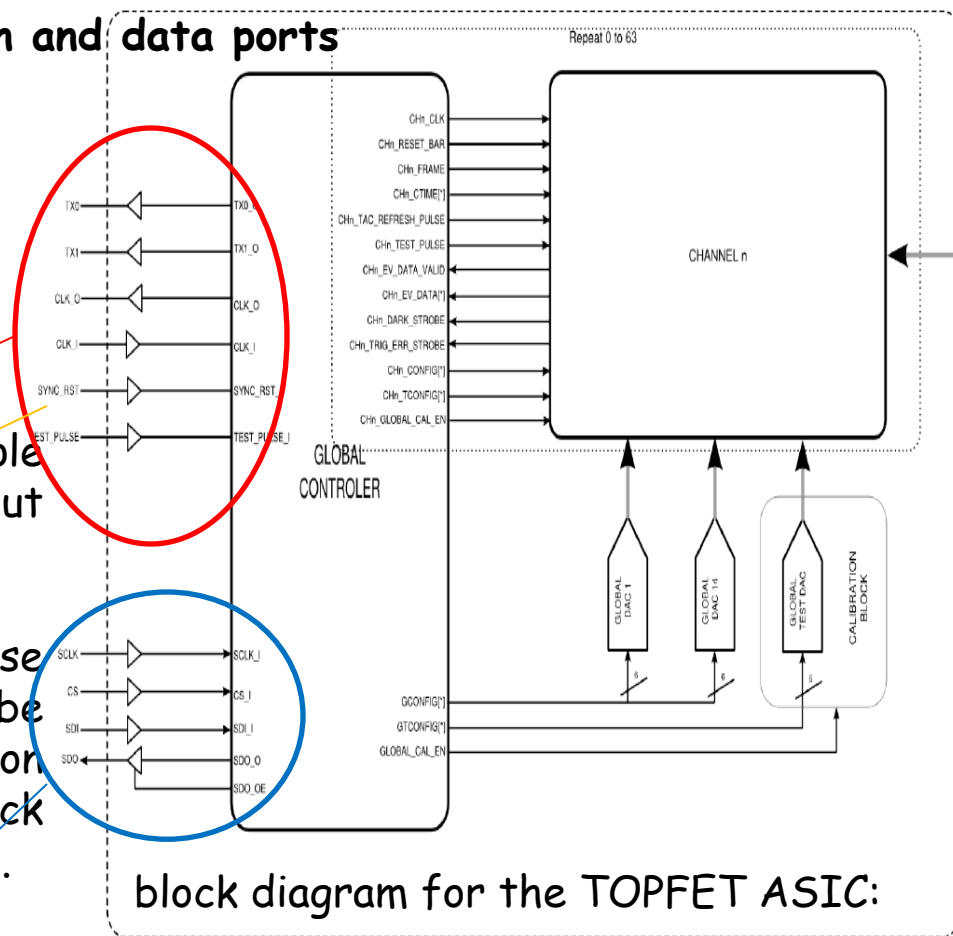 n and data ports
Repeat 0 to 63
CHn_CLK
CHn_RESET_BAR
CHn_FRAME
CHn_CTIME[*]
CHn_TAC_REFRESH_PULSE
CHn_TEST_PULSE
CHn_EV_DATA_VALID
CHn_EV_DATA[*]
CHn_DARK_STROBE
CHn_TRIG_ERR_STROBE
CHn_CONFIG[*]
CHn_TCONFIG[*]
CHn_GLOBAL_CAL_EN
CHANNEL n
TX0
TX0_O
TX1
TX1_O
CLK_O
CLK_O
CLK_I
CLK_I
SYNC_RST
SYNC_RST_
EST_PULSE
TEST_PULSE_I
ple
ut
GLOBAL
CONTROLER
GLOBAL
DAC 1
GLOBAL
DAC 14
GLOBAL
TEST DAC
CALIBRATION
BLOCK
6
6
6
se
be
on
ck
.
SCLK
SCLK_I
CS
CS_I
SDI
SDI_I
SDO
SDO_O
SDO_OE
GCONFIG[*]
GTCONFIG[*]
GLOBAL_CAL_EN
block diagram for the TOPFET ASIC: